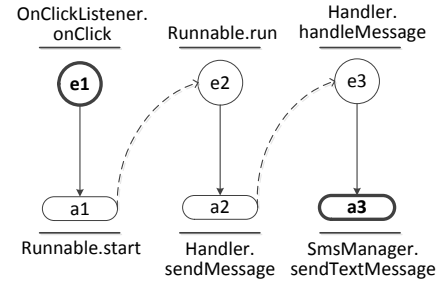 OnClickListener.
onClick
Runnable.run
Handler.
handleMessage
e1
e2
e3
a1
a2
a3
Runnable.start
Handler.
sendMessage
SmsManager.
sendTextMessage